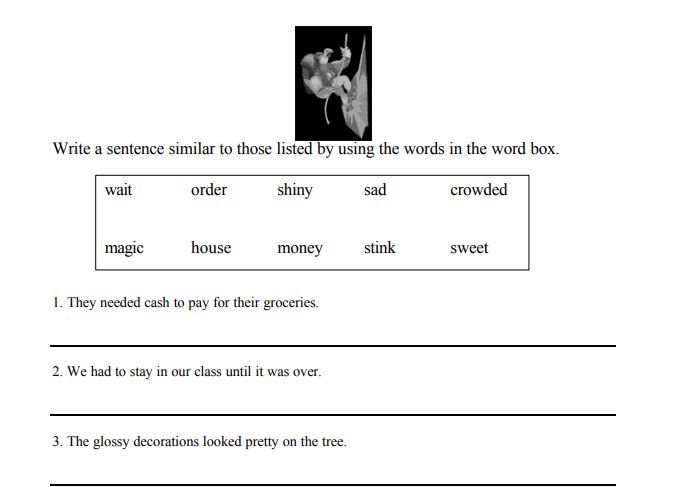 Write a sentence similar to those listed by using the words in the word box.
wait order shiny sad crowded
magic house money stink sweet
1. They needed cash to pay for their groceries.
2. We had to stay in our class until it was over.
3. The glossy decorations looked pretty on the tree.